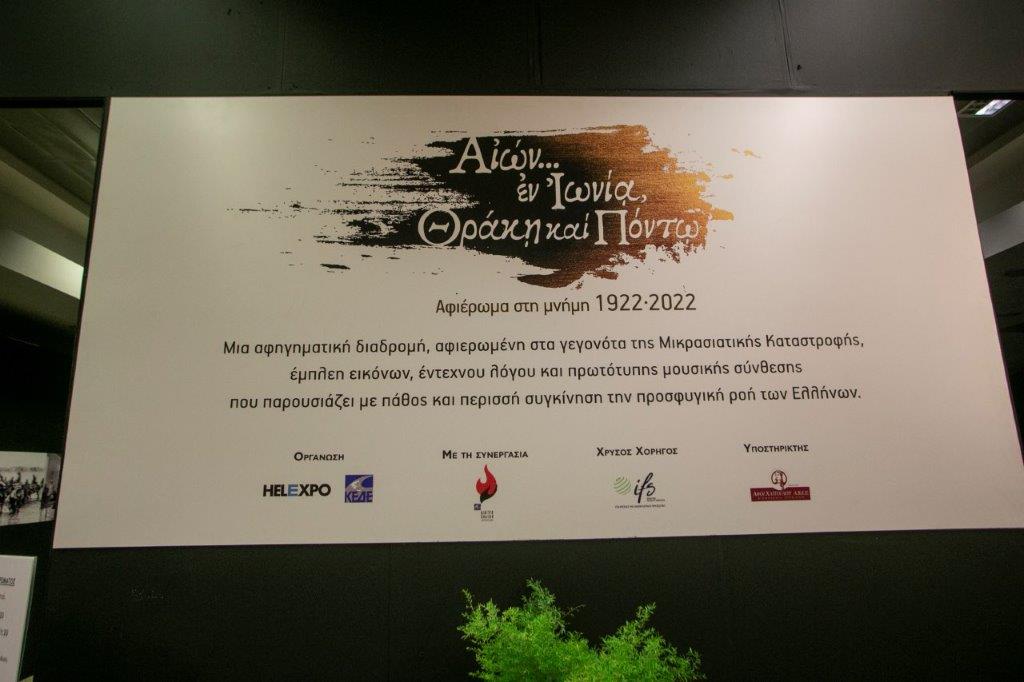 Αἰών...
ἐν Ἰωνίᾳ,
Θράκῃ καί Πόντῳ
Αφιέρωμα στη μνήμη 1922·2022
Μια αφηγηματική διαδρομή, αφιερωμένη στα γεγονότα της Μικρασιατικής Καταστροφής,
έμπλεη εικόνων, έντεχνου λόγου και πρωτότυπης μουσικής σύνθεσης
που παρουσιάζει με πάθος και περισσή συγκίνηση την προσφυγική ροή των Ελλήνων.
Οργανωση Με τη συνεργασια Χρυσος Χορηγος Υποστηρικτης
HELEXPO ΚΕΔΕ ifs